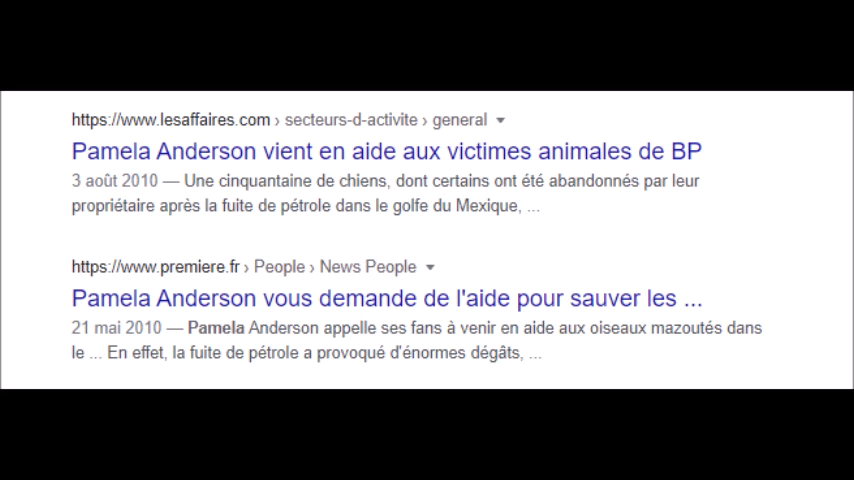 https://www.lesaffaires.com › secteurs-d-activite › general
Pamela Anderson vient en aide aux victimes animales de BP
3 août 2010 — Une cinquantaine de chiens, dont certains ont été abandonnés par leur
propriétaire après la fuite de pétrole dans le golfe du Mexique, ...
https://www.premiere.fr › People › News People
Pamela Anderson vous demande de l'aide pour sauver les ...
21 mai 2010 — Pamela Anderson appelle ses fans à venir en aide aux oiseaux mazoutés dans
le ... En effet, la fuite de pétrole a provoqué d'énormes dégâts, ...